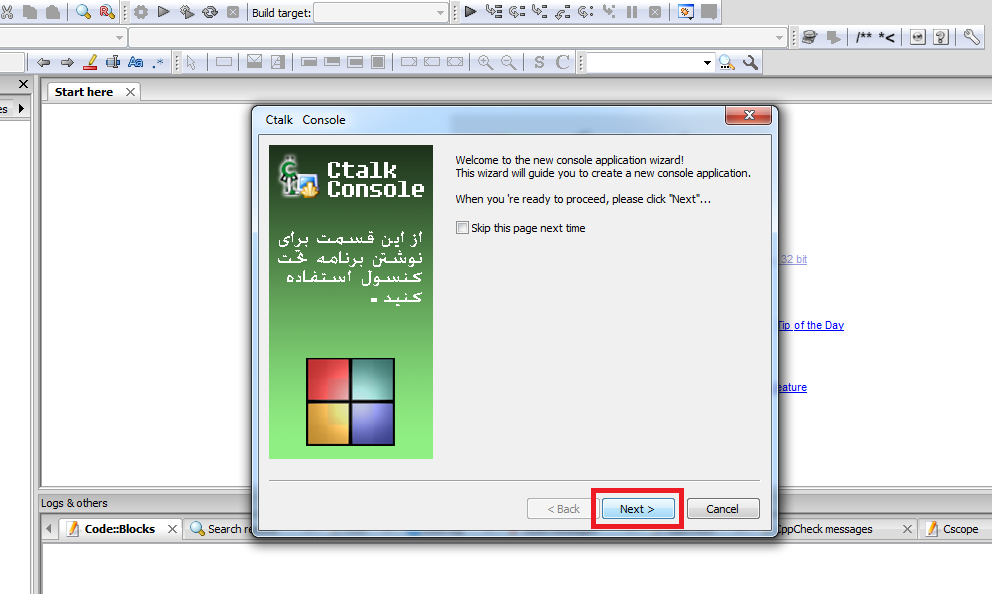 Build target:
/** *<
S C
Start here
es
Ctalk Console
Ctalk
Console
از این قسمت برای
نوشتن برنامه تحت
کنسول استفاده
کنید .
Welcome to the new console application wizard!
This wizard will guide you to create a new console application.
When you 're ready to proceed, please click "Next"...
Skip this page next time
32 bit
Tip of the Day
eature
< Back Next > Cancel
Logs & others
Code::Blocks Search re CppCheck messages Cscope